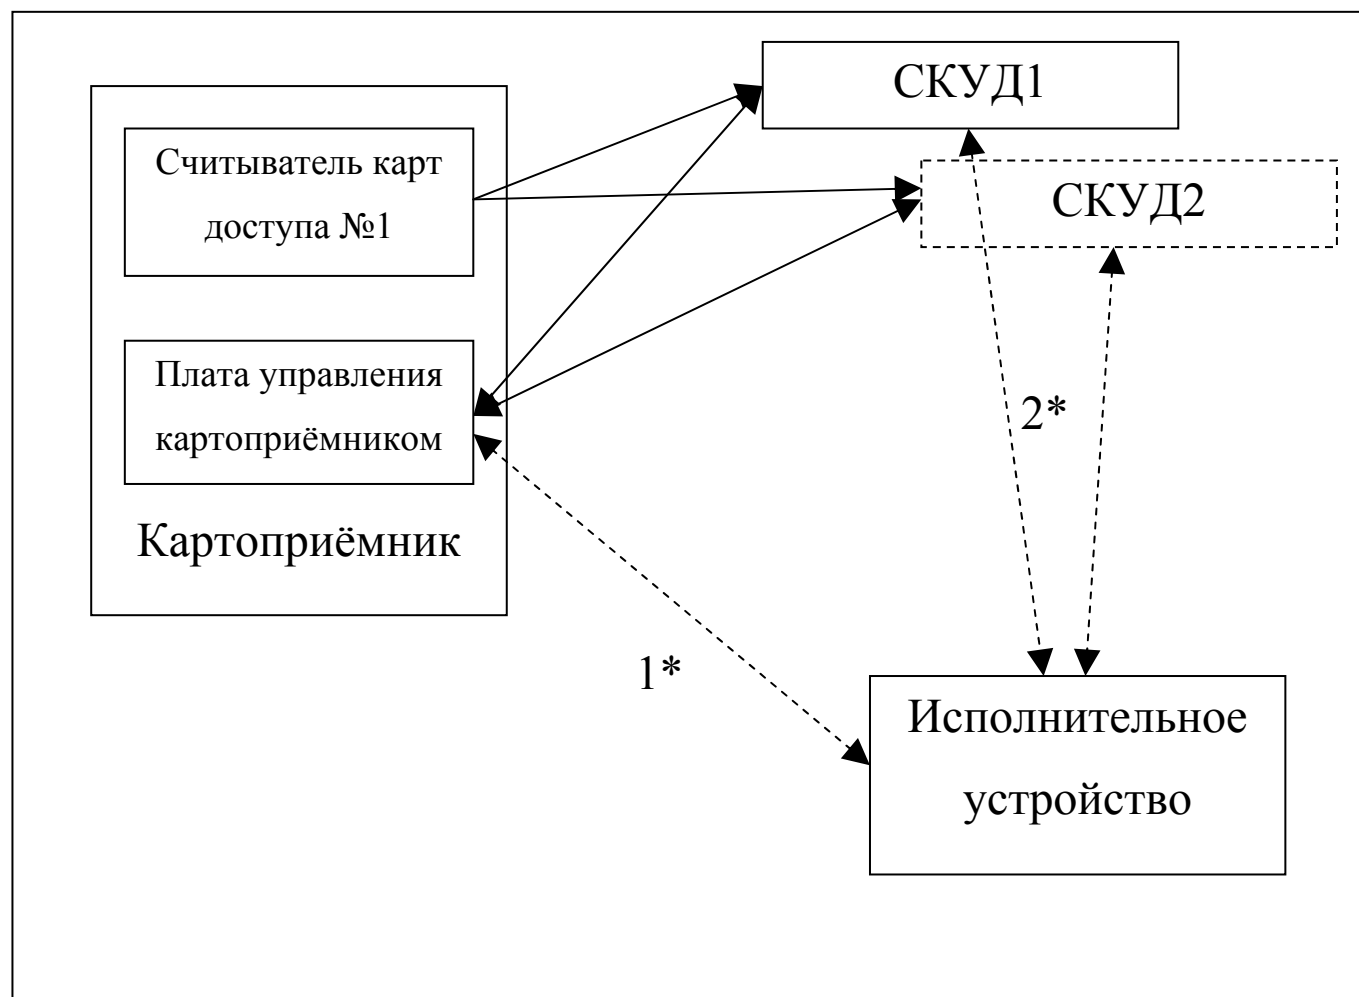 СКУД1
Считыватель карт
доступа №1
СКУД2
Плата управления
картоприёмником
2*
Картоприёмник
1*
Исполнительное
устройство